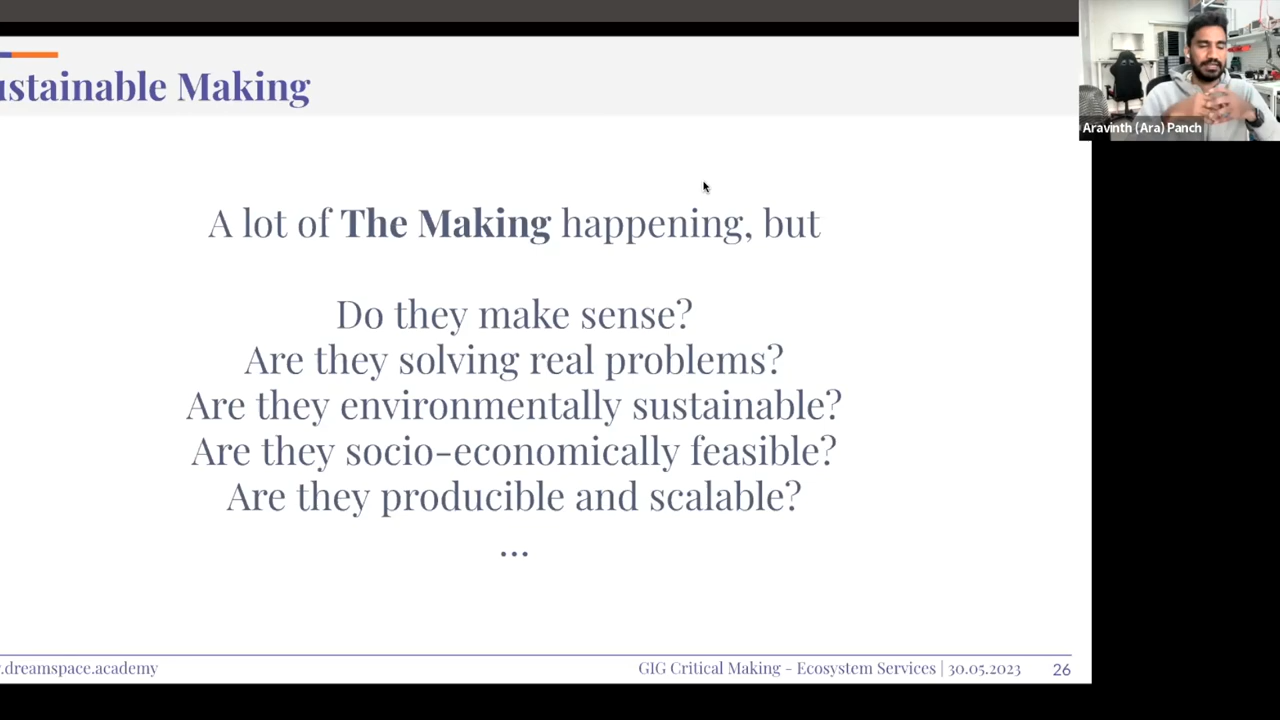 ustainable Making
Aravinth (Ara) Panch
A lot of The Making happening, but
Do they make sense?
Are they solving real problems?
Are they environmentally sustainable?
Are they socio-economically feasible?
Are they producible and scalable?
...
.dreamspace.academy
GIG Critical Making - Ecosystem Services | 30.05.2023
26